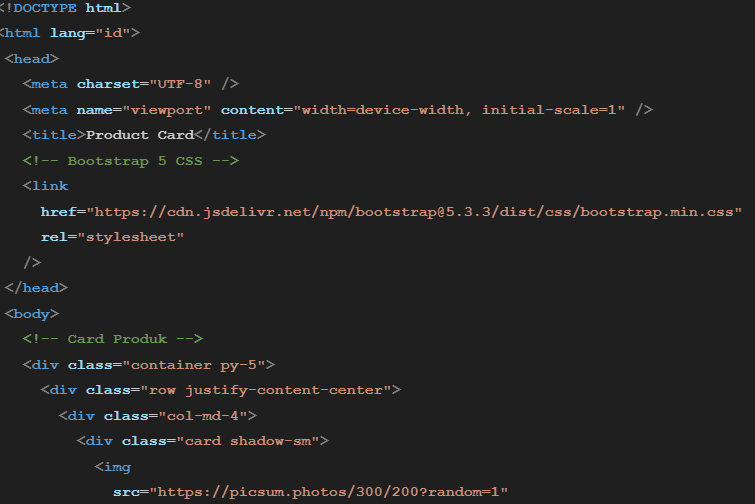 <!DOCTYPE html>
<html lang="id">
<head>
<meta charset="UTF-8" />
<meta name="viewport" content="width=device-width, initial-scale=1" />
<title>Product Card</title>
<!-- Bootstrap 5 CSS -->
<link
href="https://cdn.jsdelivr.net/npm/bootstrap@5.3.3/dist/css/bootstrap.min.css"
rel="stylesheet"
/>
</head>
<body>
<!-- Card Produk -->
<div class="container py-5">
<div class="row justify-content-center">
<div class="col-md-4">
<div class="card shadow-sm">
<img
src="https://picsum.photos/300/200?random=1"